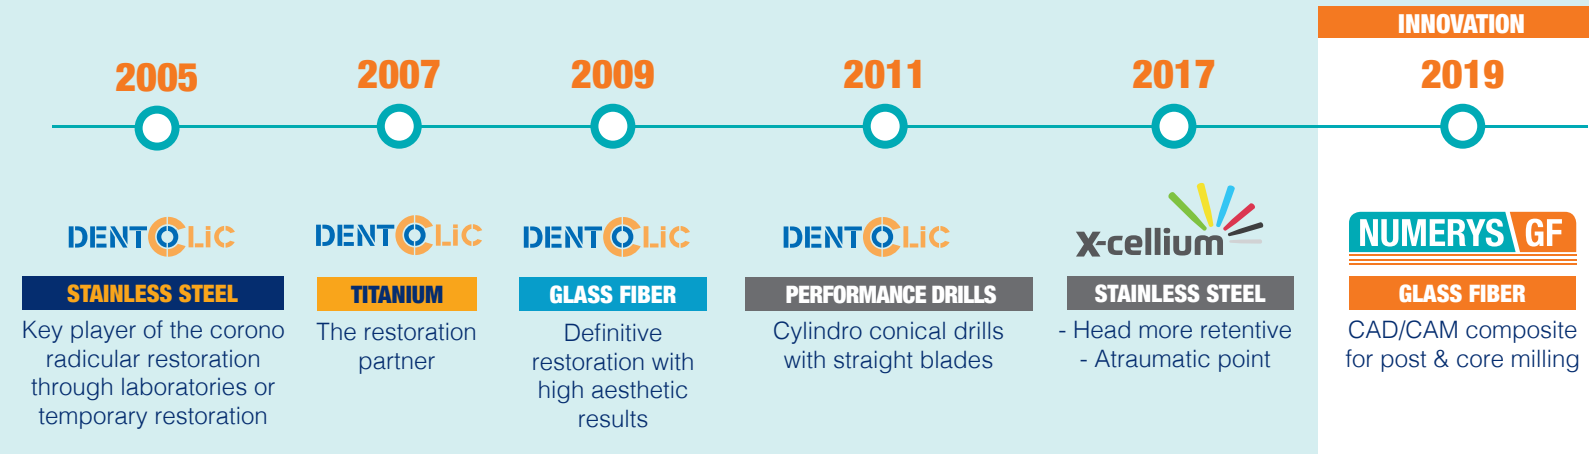 INNOVATION
2005
2007
2009
2011
2017
2019
DENTOCLIC
STAINLESS STEEL
Key player of the corono
radicular restoration
through laboratories or
temporary restoration
DENTOCLIC
TITANIUM
The restoration
partner
DENTOCLIC
GLASS FIBER
Definitive
restoration with
high aesthetic
results
DENTOCLIC
PERFORMANCE DRILLS
Cylindro conical drills
with straight blades
X-cellium
STAINLESS STEEL
- Head more retentive
- Atraumatic point
NUMERYS GF
GLASS FIBER
CAD/CAM composite
for post & core milling